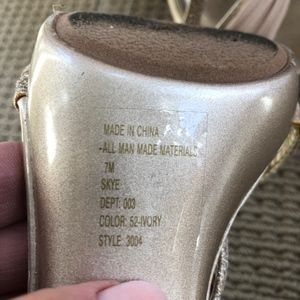 MADE IN CHINA
-ALL MAN MADE MATERIALS
7M
SKYE
DEPT: 003
COLOR: 52-IVORY
STYLE: 3004